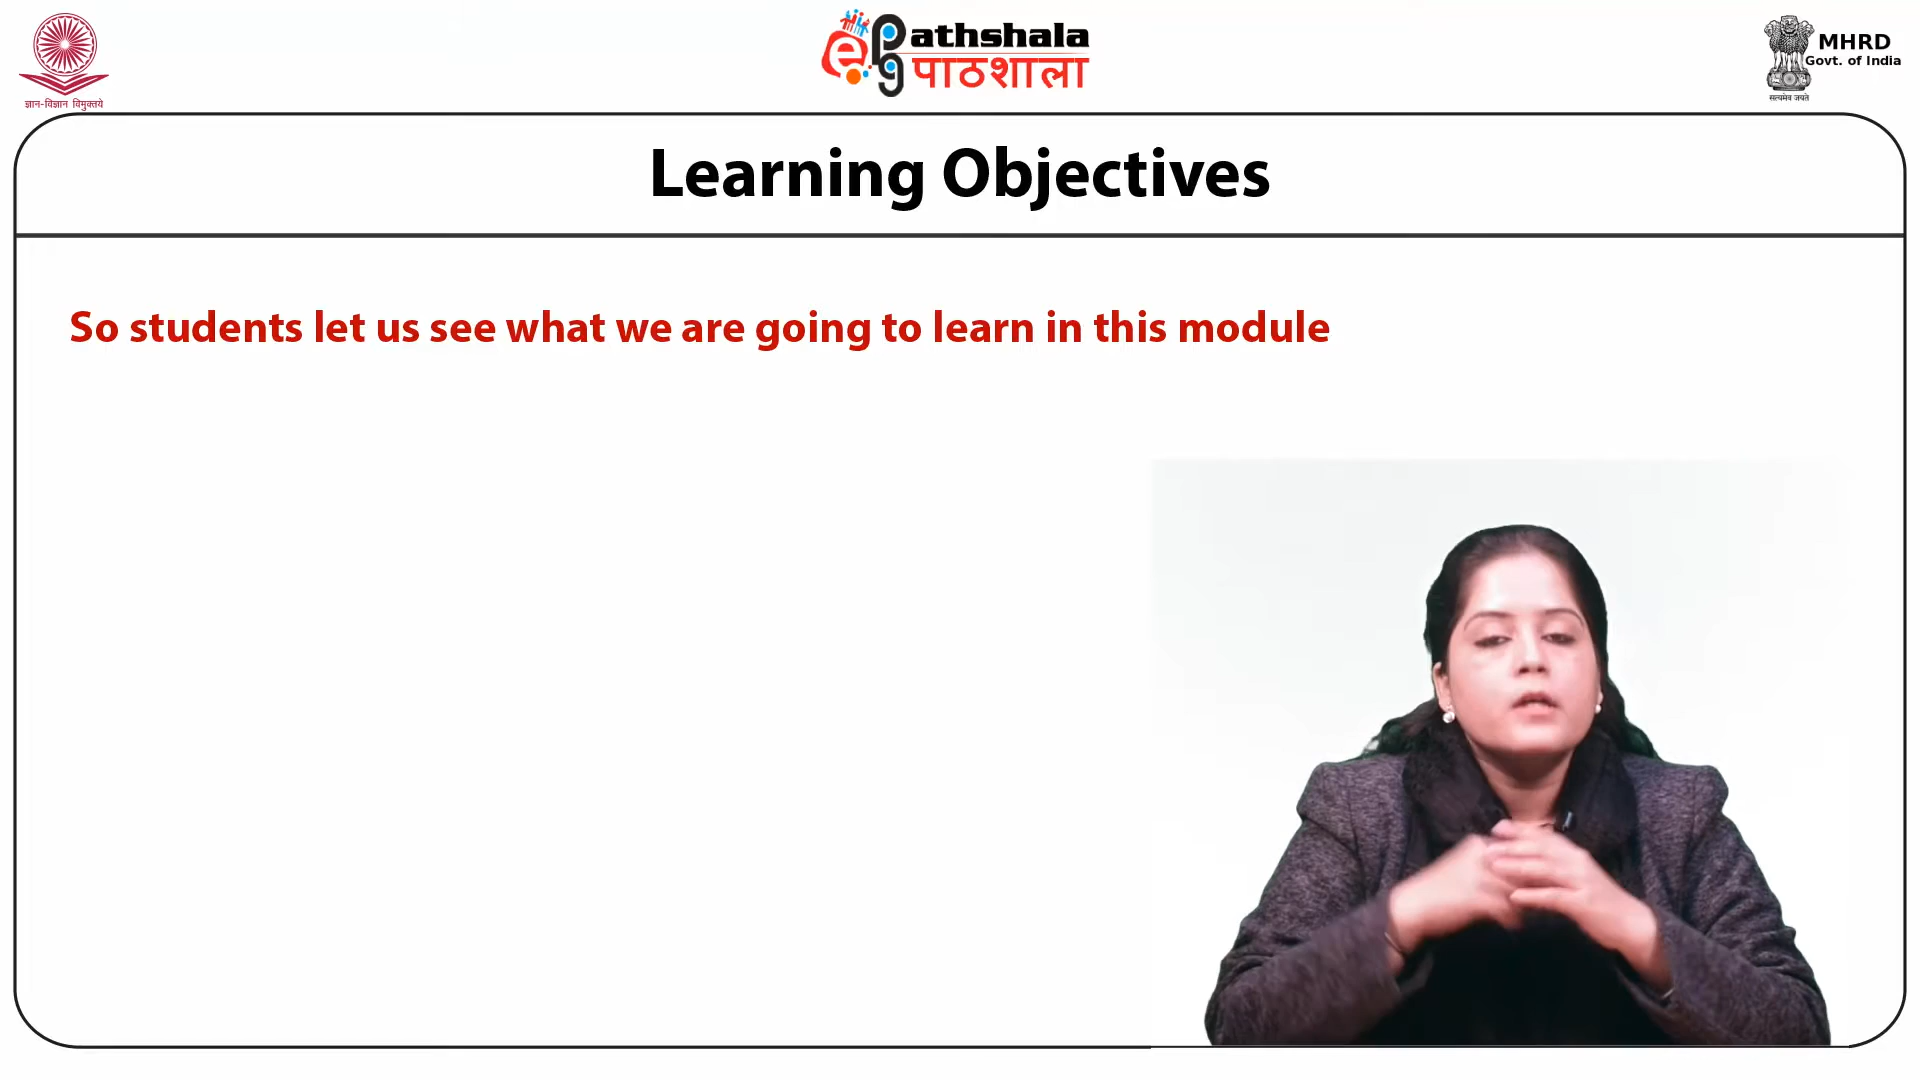 ज्ञान-विज्ञान विमुक्तये
ePathshala
पाठशाला
MHRD
Govt. of India
सत्यमेव जयते
Learning Objectives
So students let us see what we are going to learn in this module